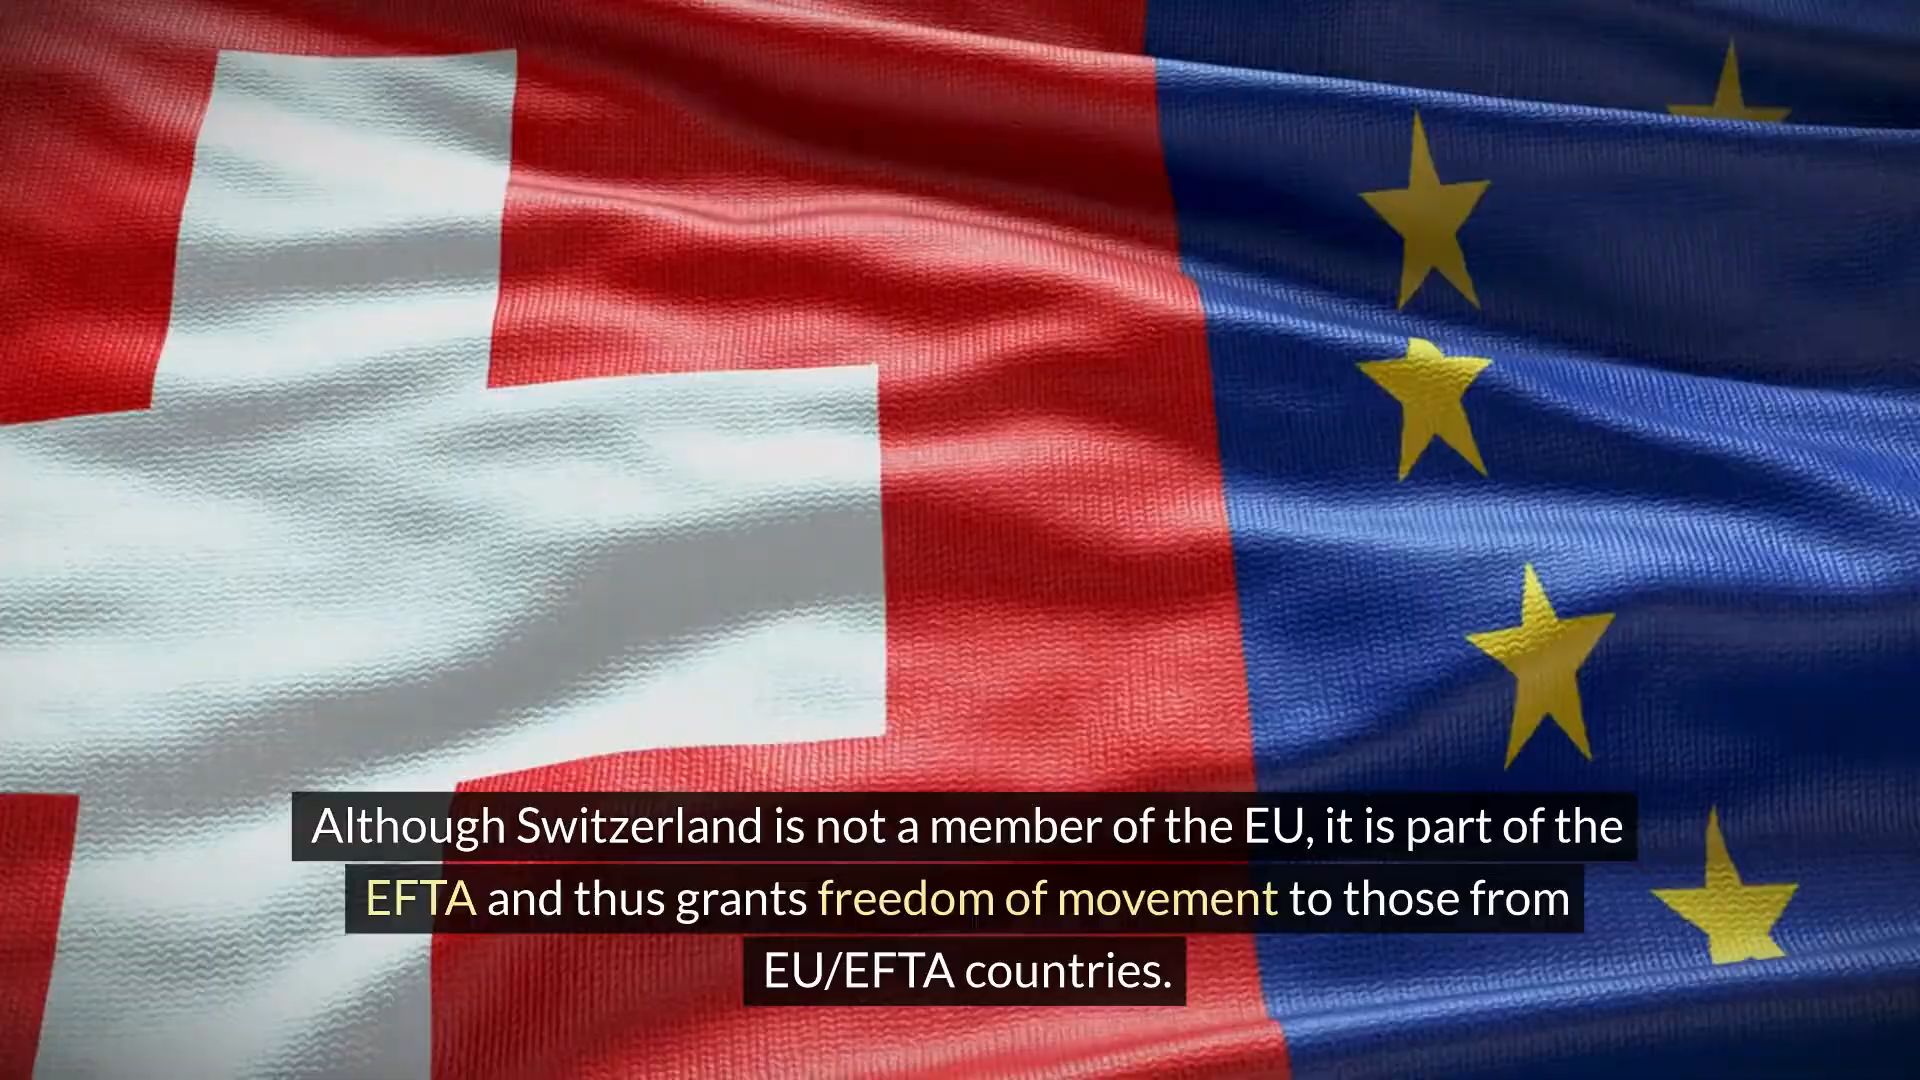 Although Switzerland is not a member of the EU, it is part of the
EFTA and thus grants freedom of movement to those from
EU/EFTA countries.